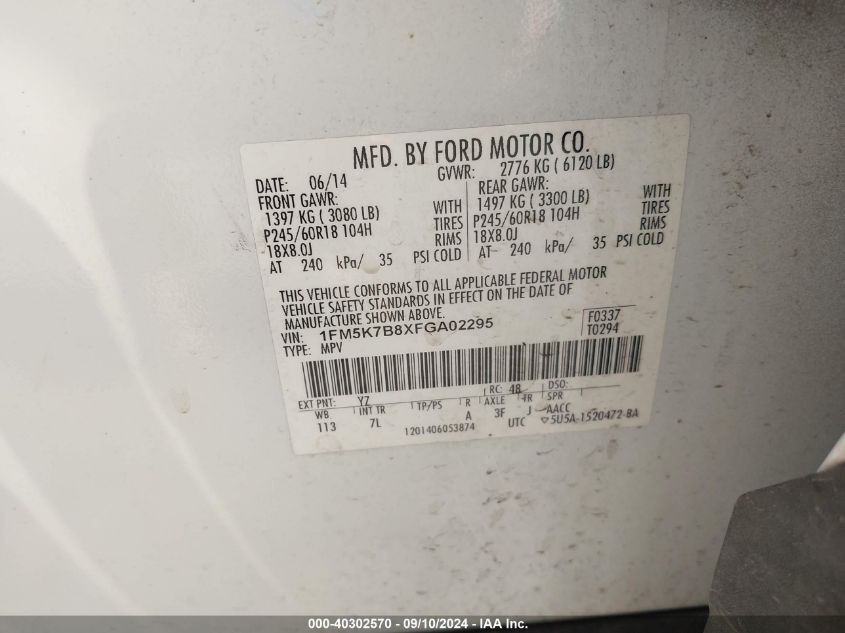 MFD. BY FORD MOTOR CO.
DATE: 06/14
GVWR: 2776 KG ( 6120 LB)
FRONT GAWR:
1397 KG ( 3080 LB) WITH
P245/60R18 104H TIRES
18X8.0J RIMS
AT 240 kPa/ 35 PSI COLD
REAR GAWR:
1497 KG ( 3300 LB) WITH
P245/60R18 104H TIRES
18X8.0J RIMS
AT 240 kPa/ 35 PSI COLD
THIS VEHICLE CONFORMS TO ALL APPLICABLE FEDERAL MOTOR
VEHICLE SAFETY STANDARDS IN EFFECT ON THE DATE OF
MANUFACTURE SHOWN ABOVE.
VIN: 1FM5K7B8XFGA02295
TYPE: MPV
F0337
T0294
EXT PNT: YZ RC: 48 DSO:
WB INT TR TP/PS R AXLE TR SPR
113 7L A 3F J AACC
1201406053874 UTC 5U5A-1520472-BA
000-40302570 - 09/10/2024 - IAA Inc.